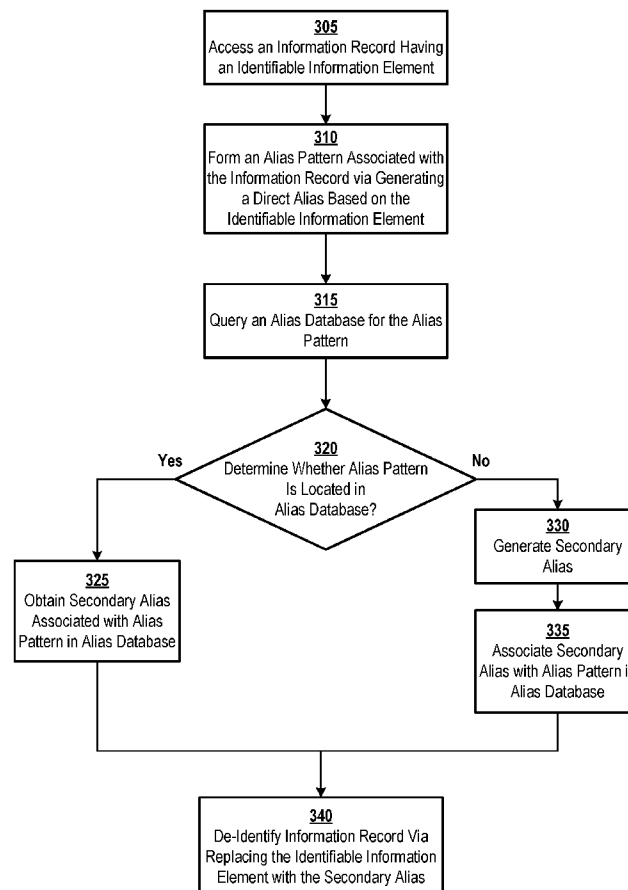 305
Access an Information Record Having
an Identifiable Information Element
310
Form an Alias Pattern Associated with
the Information Record via Generating
a Direct Alias Based on the
Identifiable Information Element
315
Query an Alias Database for the Alias
Pattern
320
Determine Whether Alias Pattern
Is Located in
Alias Database?
Yes
No
325
Obtain Secondary Alias
Associated with Alias
Pattern in Alias Database
330
Generate Secondary
Alias
335
Associate Secondary
Alias with Alias Pattern i
Alias Database
340
De-Identify Information Record Via
Replacing the Identifiable Information
Element with the Secondary Alias